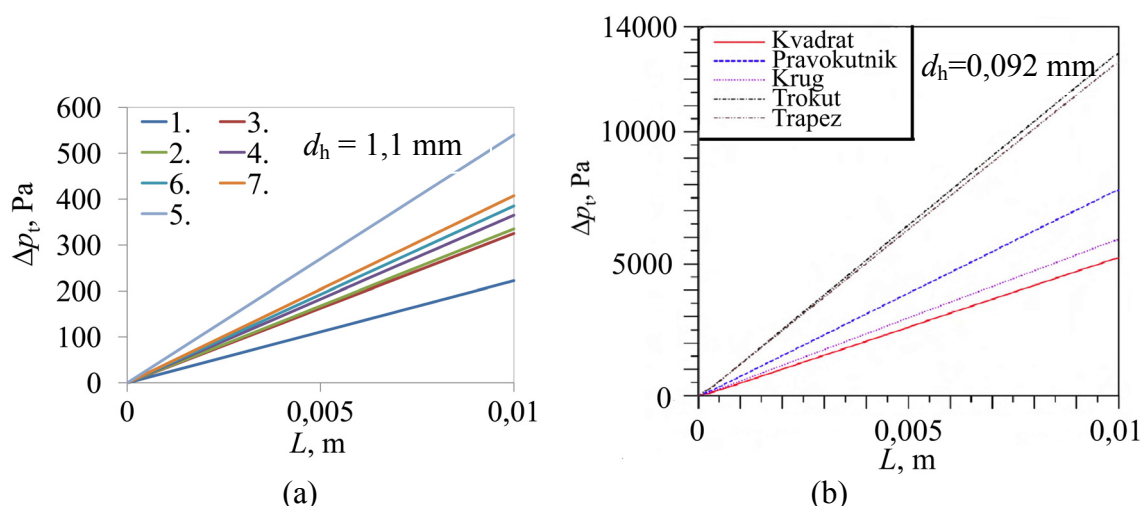 600
500
400
300
200
100
0
Δpt, Pa
1. 3.
2. 4.
6. 7.
5.
dh = 1,1 mm
0 0,005 0,01
L, m
(a)
14000
10000
5000
0
Δpt, Pa
Kvadrat
Pravokutnik
Krug
Trokut
Trapez
dh=0,092 mm
0 0,005 0,01
L, m
(b)